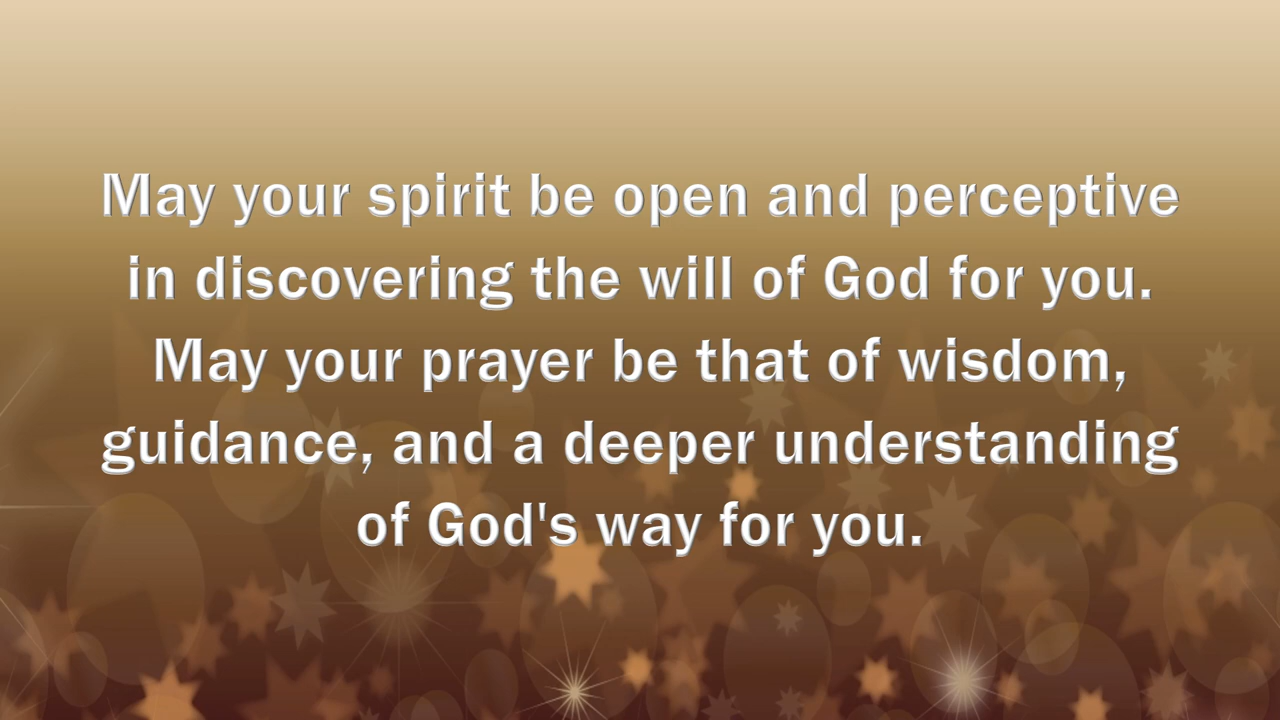 May your spirit be open and perceptive
in discovering the will of God for you.
May your prayer be that of wisdom,
guidance, and a deeper understanding
of God's way for you.